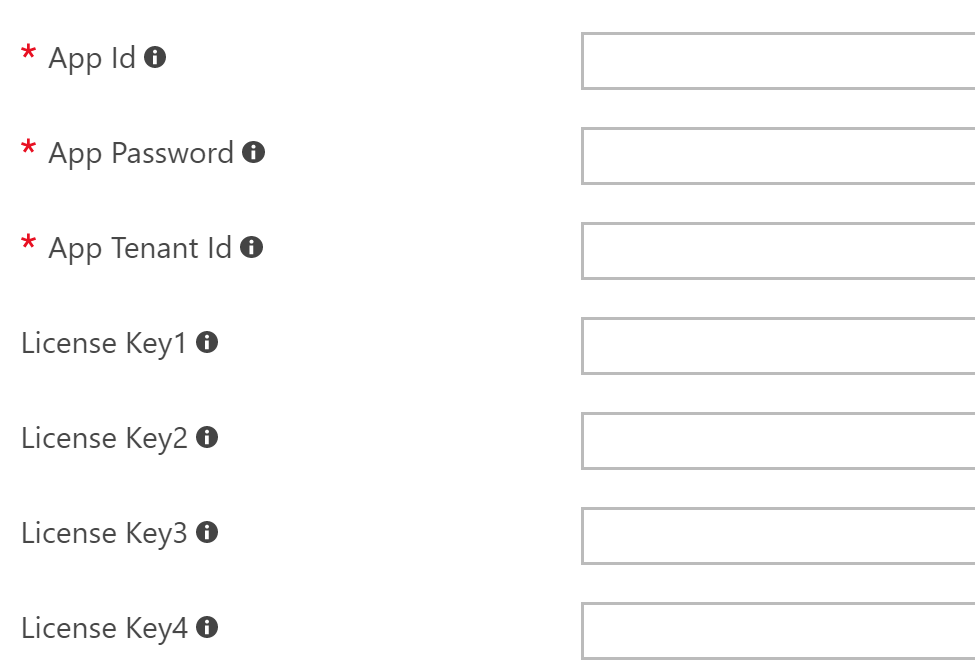 * App Id
* App Password
* App Tenant Id
License Key1
License Key2
License Key3
License Key4